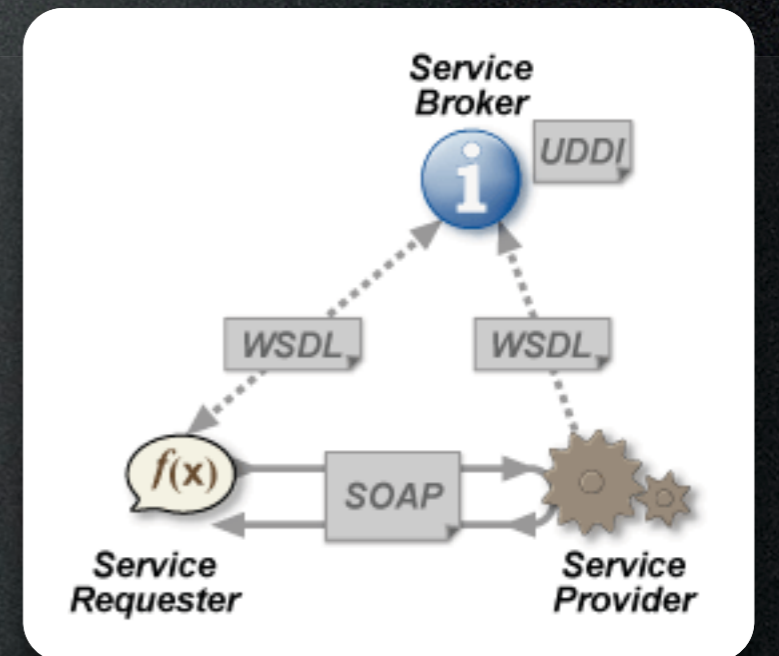 Service
Broker
UDDI
i
WSDL
WSDL
f(x)
SOAP
Service
Requester
Service
Provider